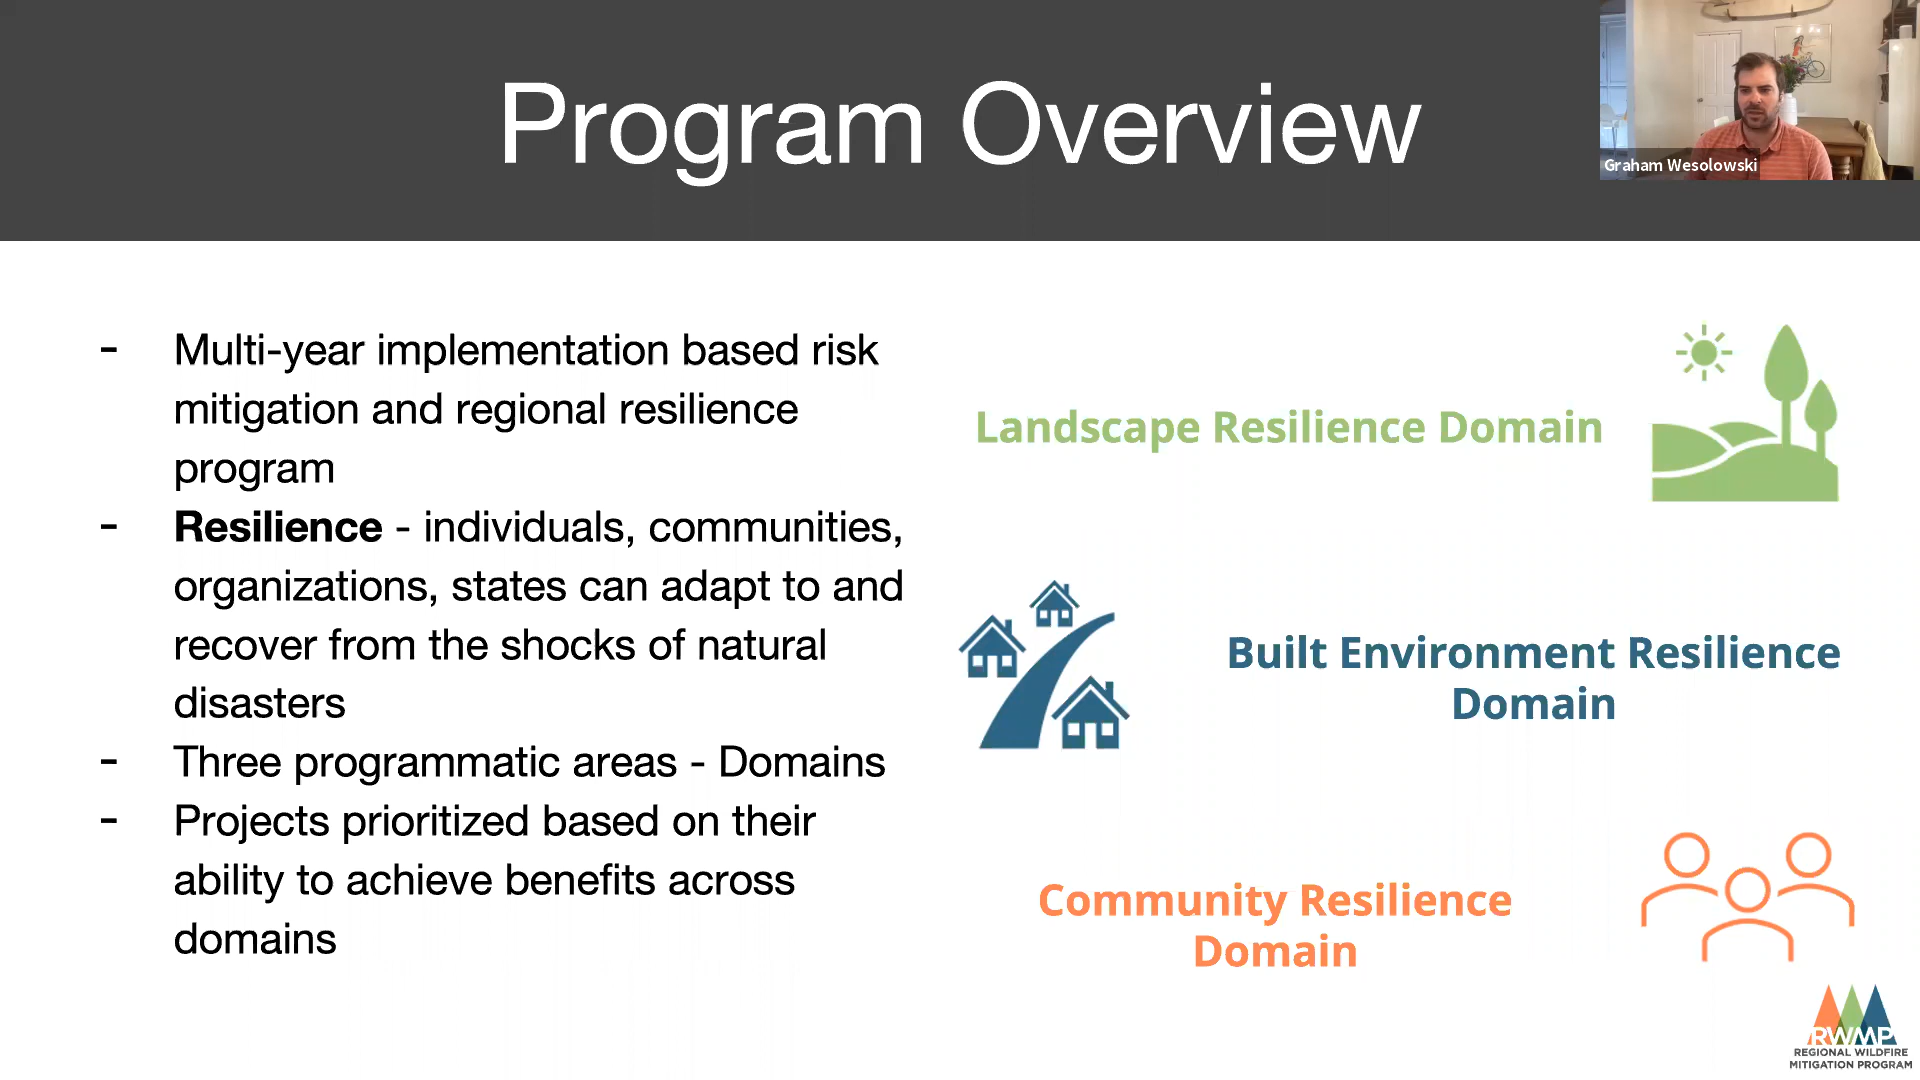 Program Overview
Graham Wesolowski
- Multi-year implementation based risk
mitigation and regional resilience
program
- Resilience - individuals, communities,
organizations, states can adapt to and
recover from the shocks of natural
disasters
- Three programmatic areas - Domains
- Projects prioritized based on their
ability to achieve benefits across
domains
Landscape Resilience Domain
Built Environment Resilience
Domain
Community Resilience
Domain
RWMP
REGIONAL WILDFIRE
MITIGATION PROGRAM